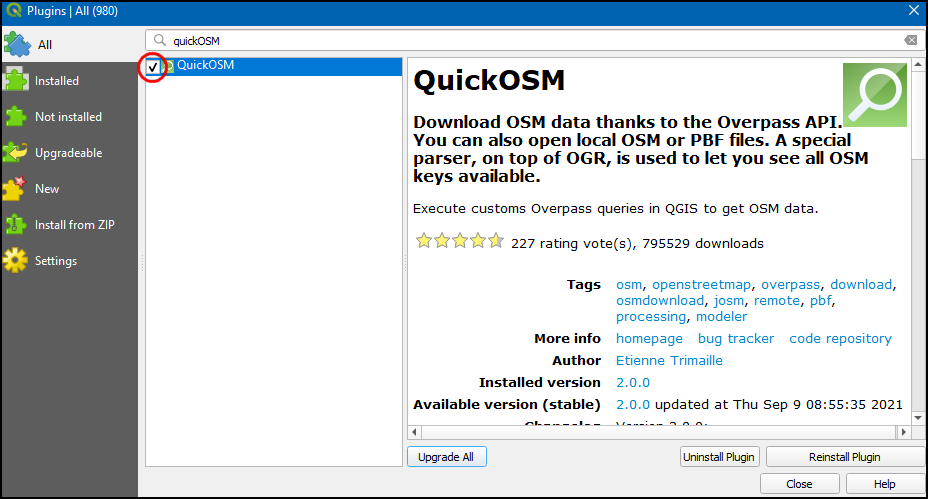 Plugins | All (980)
All
Installed
Not installed
Upgradeable
New
Install from ZIP
Settings
quickOSM
QuickOSM
QuickOSM
Download OSM data thanks to the Overpass API.
You can also open local OSM or PBF files. A special
parser, on top of OGR, is used to let you see all OSM
keys available.
Execute customs Overpass queries in QGIS to get OSM data.
227 rating vote(s), 795529 downloads
Tags osm, openstreetmap, overpass, download,
osmdownload, josm, remote, pbf,
processing, modeler
More info homepage bug tracker code repository
Author Etienne Trimaille
Installed version 2.0.0
Available version (stable) 2.0.0 updated at Thu Sep 9 08:55:35 2021
Changelog Version 2.0.0:
Upgrade All
Uninstall Plugin
Reinstall Plugin
Close
Help